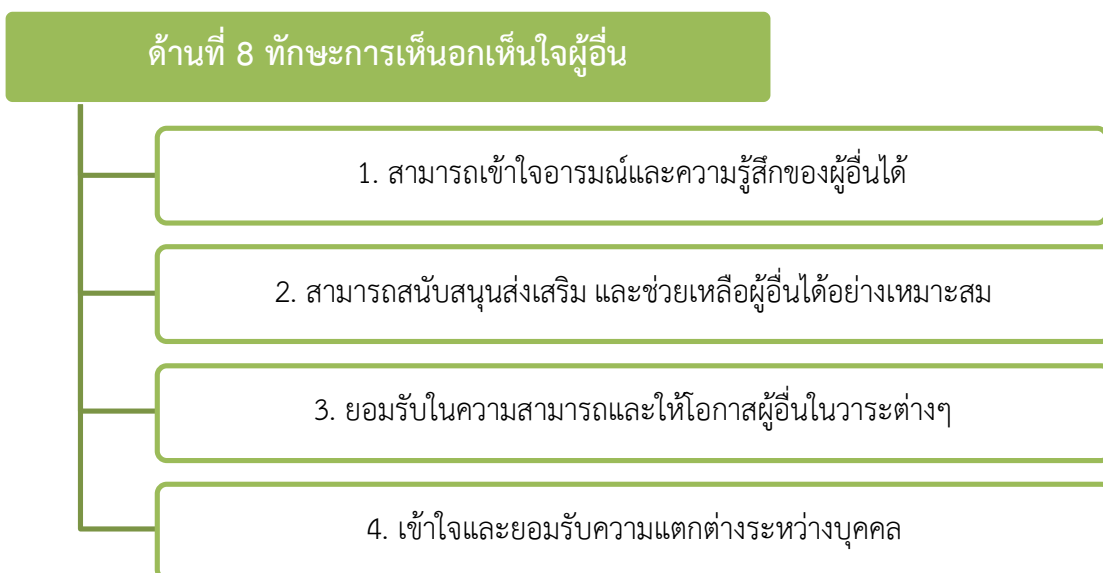 ด้านที่ 8 ทักษะการเห็นอกเห็นใจผู้อื่น
1. สามารถเข้าใจอารมณ์และความรู้สึกของผู้อื่นได้
2. สามารถสนับสนุนส่งเสริม และช่วยเหลือผู้อื่นได้อย่างเหมาะสม
3. ยอมรับในความสามารถและให้โอกาสผู้อื่นในวาระต่างๆ
4. เข้าใจและยอมรับความแตกต่างระหว่างบุคคล